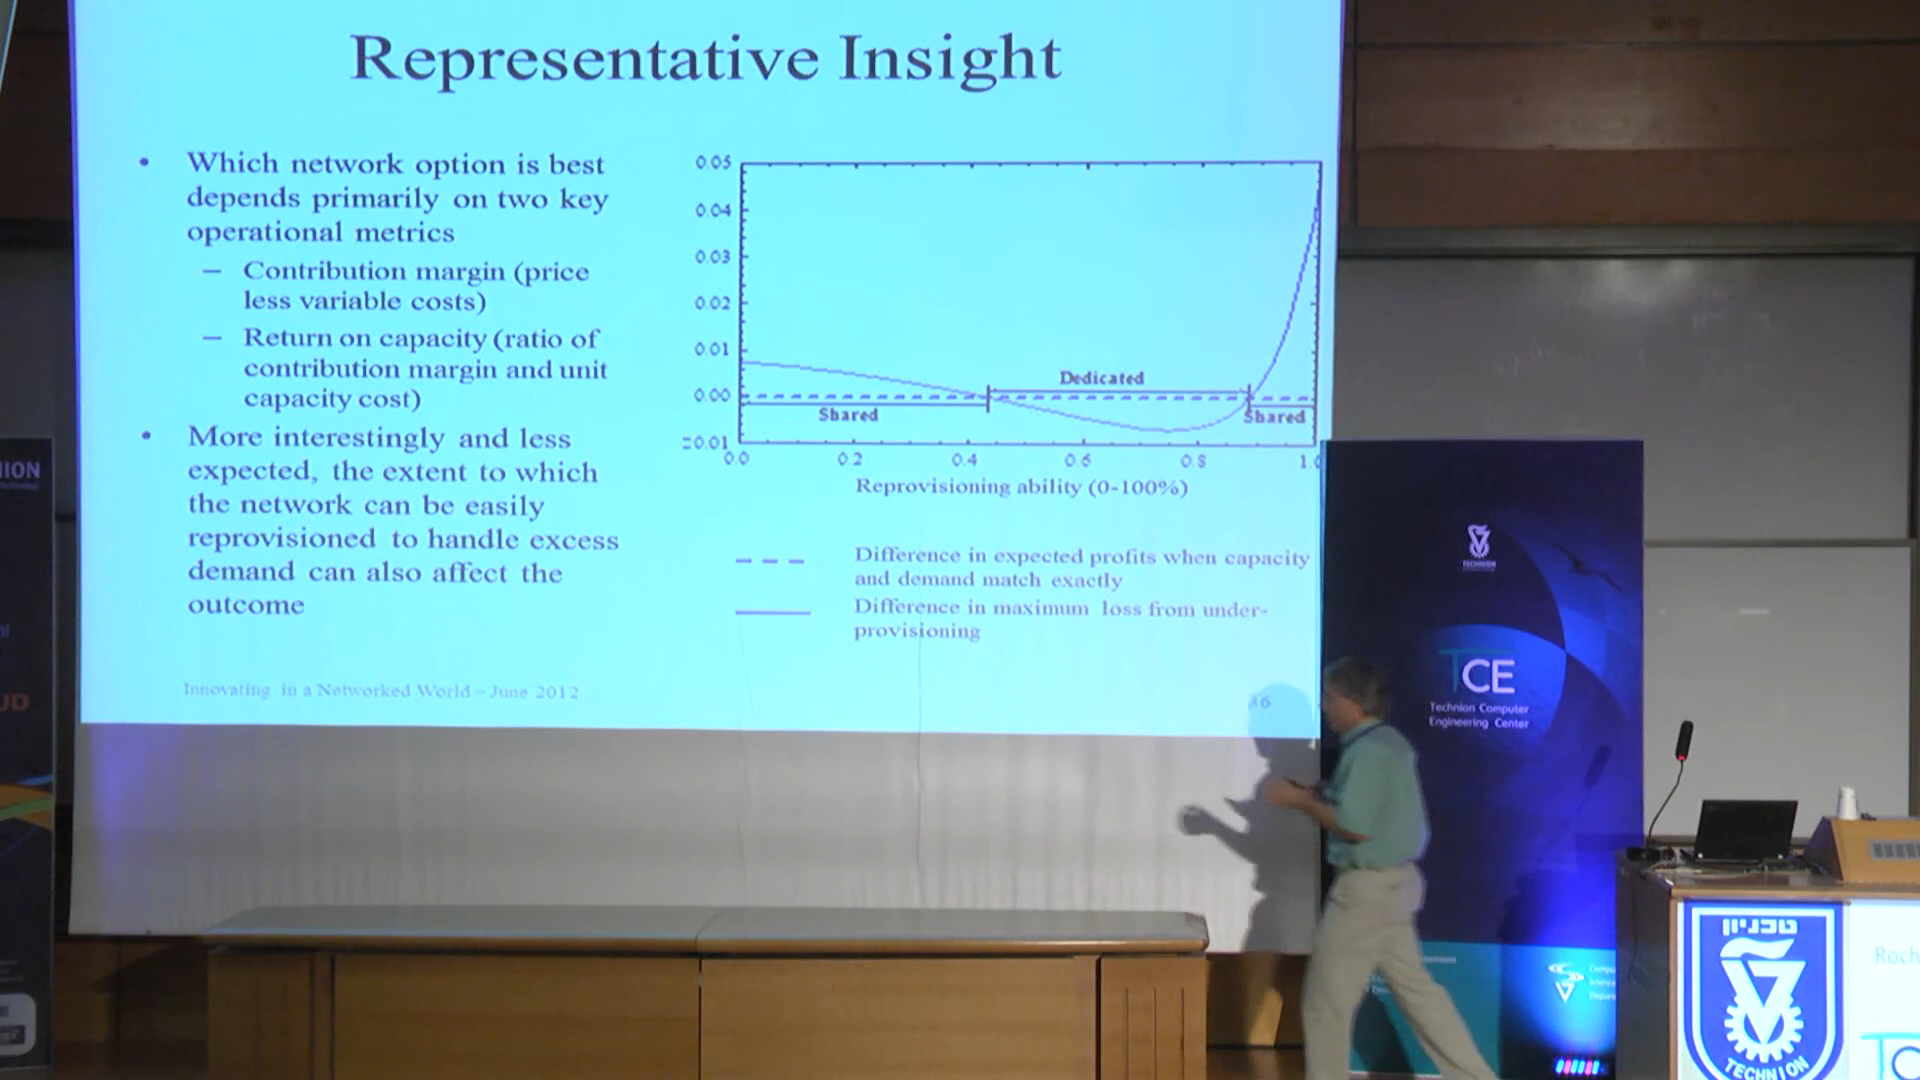 Representative Insight
• Which network option is best
depends primarily on two key
operational metrics
– Contribution margin (price
less variable costs)
– Return on capacity (ratio of
contribution margin and unit
capacity cost)
• More interestingly and less
expected, the extent to which
the network can be easily
reprovisioned to handle excess
demand can also affect the
outcome
0.05
0.04
0.03
0.02
0.01
0.00
-0.01
Dedicated
Shared
Shared
0.0 0.2 0.4 0.6 0.8 1.0
Reprovisioning ability (0-100%)
Difference in expected profits when capacity
and demand match exactly
Difference in maximum loss from under-
provisioning
Innovating in a Networked World – June 2012
36
TECHNION
TCE
Technion Computer
Engineering Center
טכניון
TECHNION